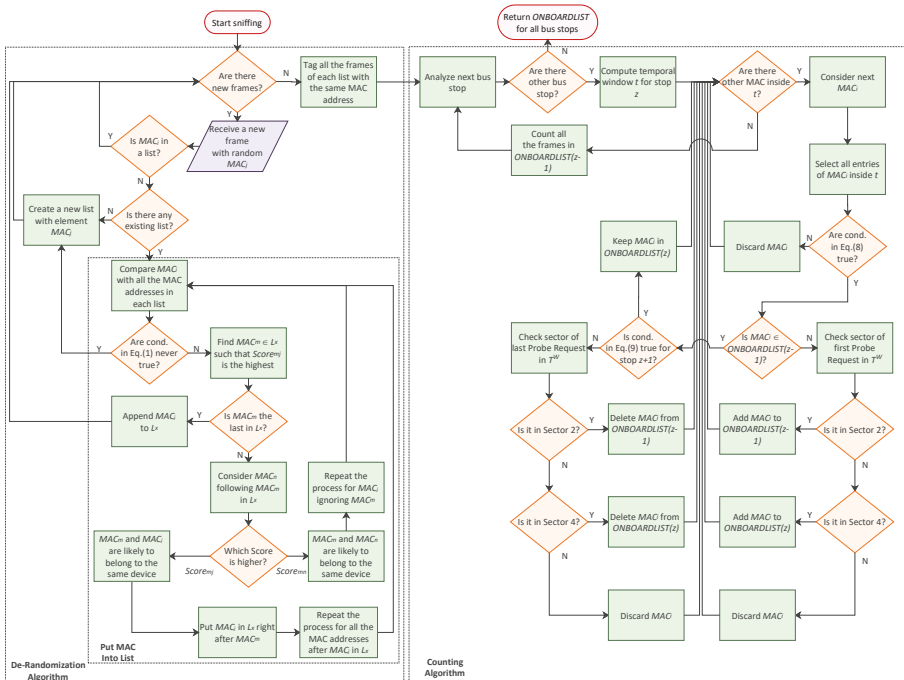 Start sniffing
Return ONBOARDLIST
for all bus stops
Are there
new frames?
N
Y
Tag all the frames
of each list with
the same MAC
address
Receive a new
frame
with random
MACj
Is MACj in
a list?
Y
N
Is there any
existing list?
N
Y
Create a new list
with element
MACj
Compare MACj
with all the MAC
addresses in
each list
Are cond.
in Eq.(1) never
true?
Y
N
Find MACm ∈ Lx
such that Scoremj
is the highest
Is MACm the
last in Lx?
Y
N
Append MACj
to Lx
Consider MACn
following MACm
in Lx
Repeat the
process for MACj
ignoring MACm
Which Score
is higher?
Scoremj
Scoremn
MACm and MACj
are likely to
belong to the
same device
MACm and MACn
are likely to
belong to the
same device
Put MACj in Lx right
after MACm
Repeat the
process for all the
MAC addresses
after MACj in Lx
Put MAC
Into List
De-Randomization
Algorithm
Analyze next bus
stop
Are there
other bus
stop?
N
Y
Compute temporal
window t for stop
z
Are there
other MAC inside
t?
Y
N
Consider next
MACi
Count all
the frames in
ONBOARDLIST(z-
1)
Select all entries
of MACi inside t
Are cond.
in Eq.(8)
true?
N
Y
Discard MACi
Keep MACi in
ONBOARDLIST(z)
Is MACi ∈
ONBOARDLIST(z-
1)?
Y
N
Is cond.
in Eq.(9) true for
stop z+1?
Y
N
Check sector of
last Probe Request
in TW
Check sector of
first Probe
Request in TW
Is it in Sector 2?
Y
N
Delete MACi from
ONBOARDLIST(z-
1)
Add MACi to
ONBOARDLIST(z-
1)
Is it in Sector 2?
Y
N
Is it in Sector 4?
Y
N
Delete MACi from
ONBOARDLIST(z)
Add MACi to
ONBOARDLIST(z)
Is it in Sector 4?
Y
N
Discard MACi
Discard MACi
Counting
Algorithm